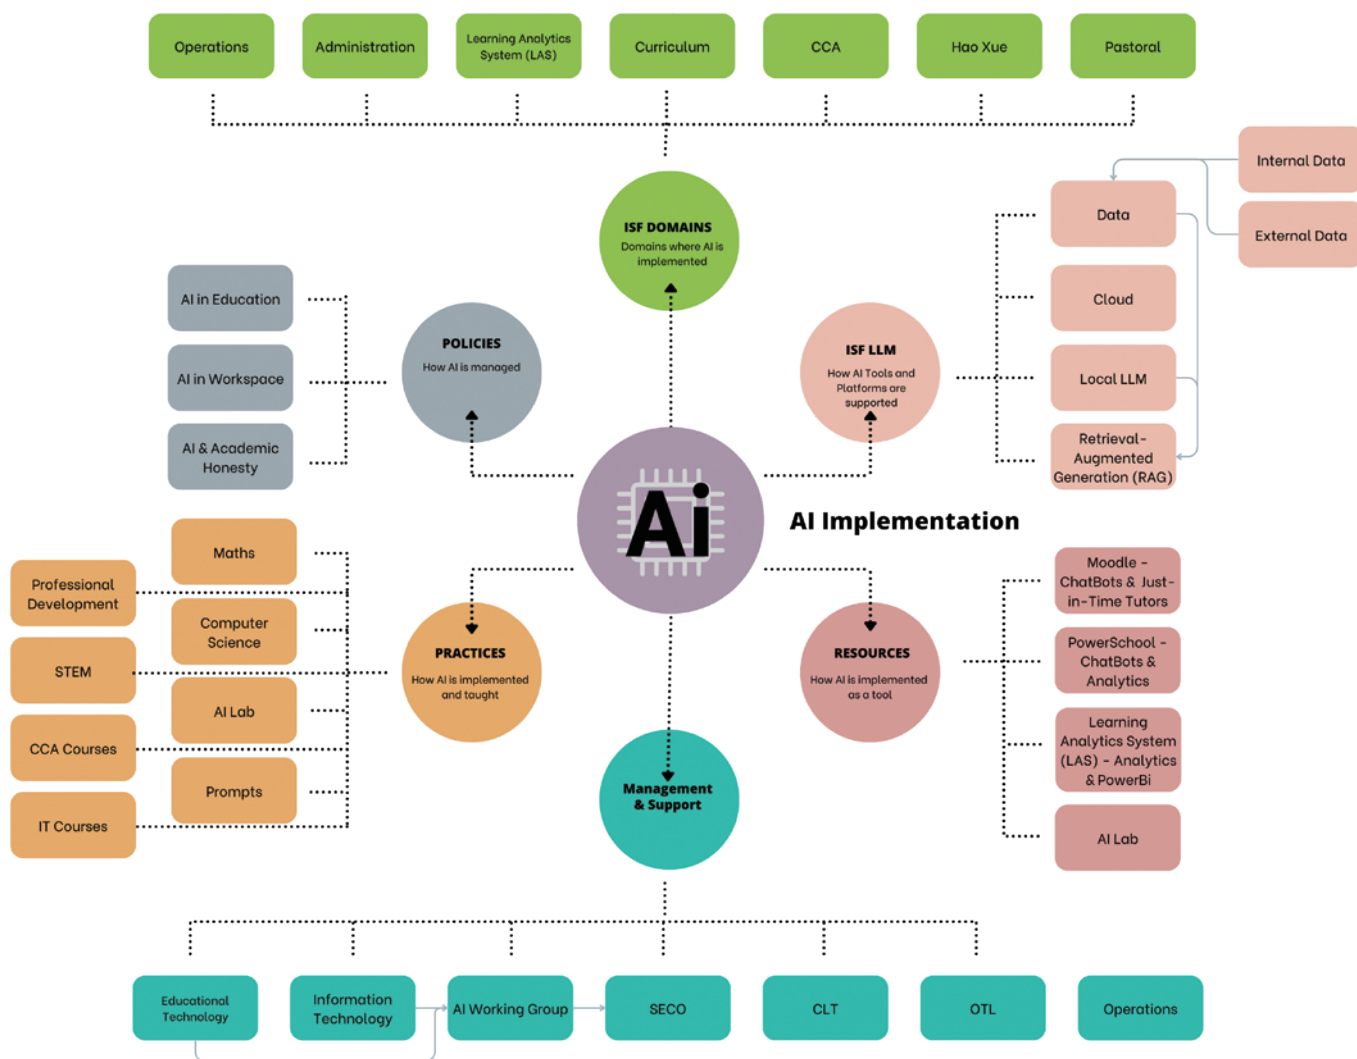 Operations
Administration
Learning Analytics
System (LAS)
Curriculum
CCA
Hao Xue
Pastoral
ISF DOMAINS
Domains where AI is
implemented
Internal Data
External Data
Data
Cloud
Local LLM
Retrieval-
Augmented
Generation (RAG)
ISF LLM
How AI Tools and
Platforms are
supported
POLICIES
How AI is managed
AI in Education
AI in Workspace
AI & Academic
Honesty
Ai
AI Implementation
Maths
Professional
Development
Computer
Science
STEM
AI Lab
CCA Courses
Prompts
IT Courses
PRACTICES
How AI is implemented
and taught
RESOURCES
How AI is implemented
as a tool
Moodle -
ChatBots & Just-
in-Time Tutors
PowerSchool -
ChatBots &
Analytics
Learning
Analytics System
(LAS) - Analytics
& PowerBi
AI Lab
Management
& Support
Educational
Technology
Information
Technology
AI Working Group
SECO
CLT
OTL
Operations